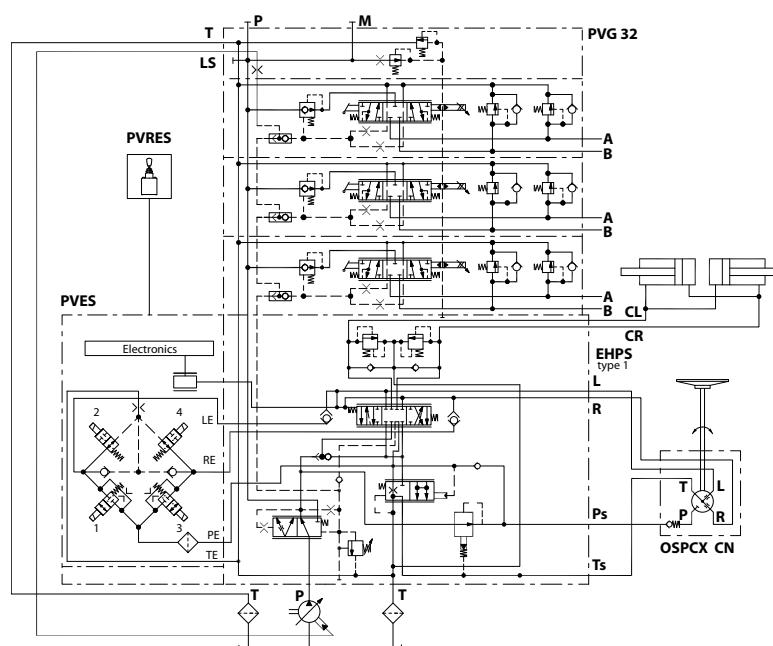 P
M
T
PVG 32
LS
PVRES
A
B
A
B
A
B
CL
CR
PVES
EHPS
type 1
Electronics
L
R
2
4
LE
RE
1
3
PE
TE
Ps
Ts
T
L
P
R
OSPCX CN
T
P
T